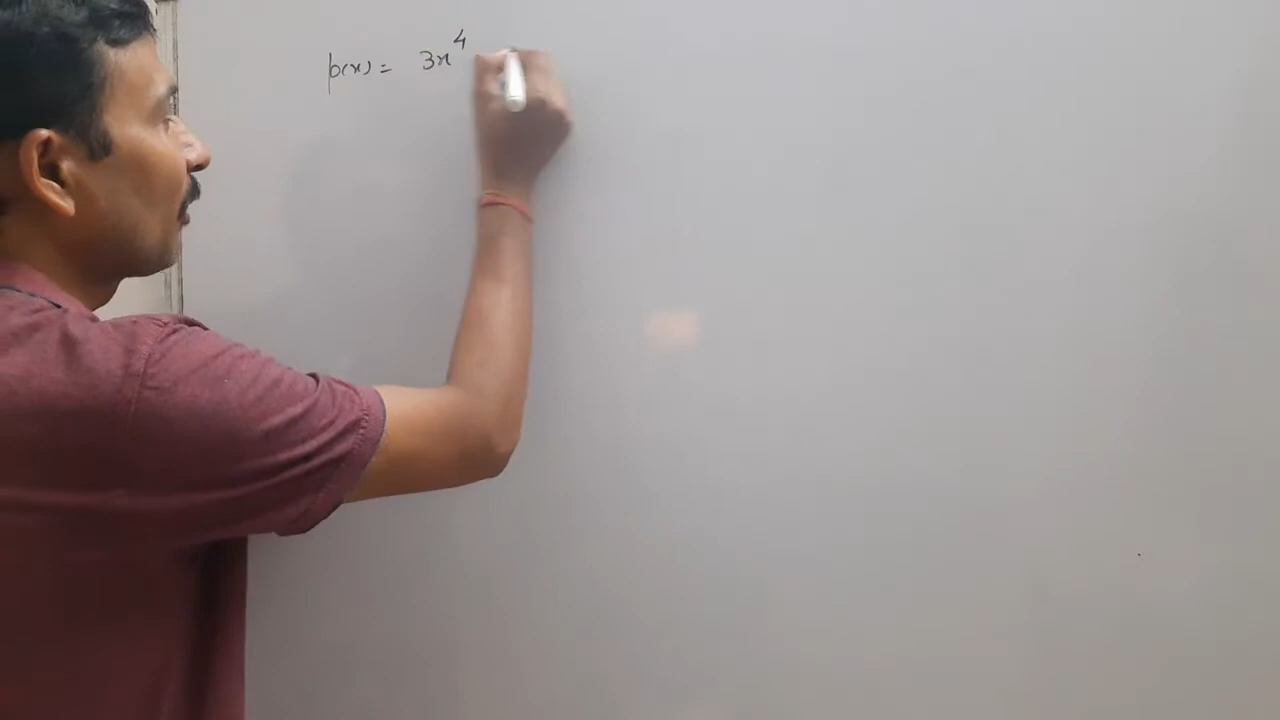 p(x) = 3x⁴